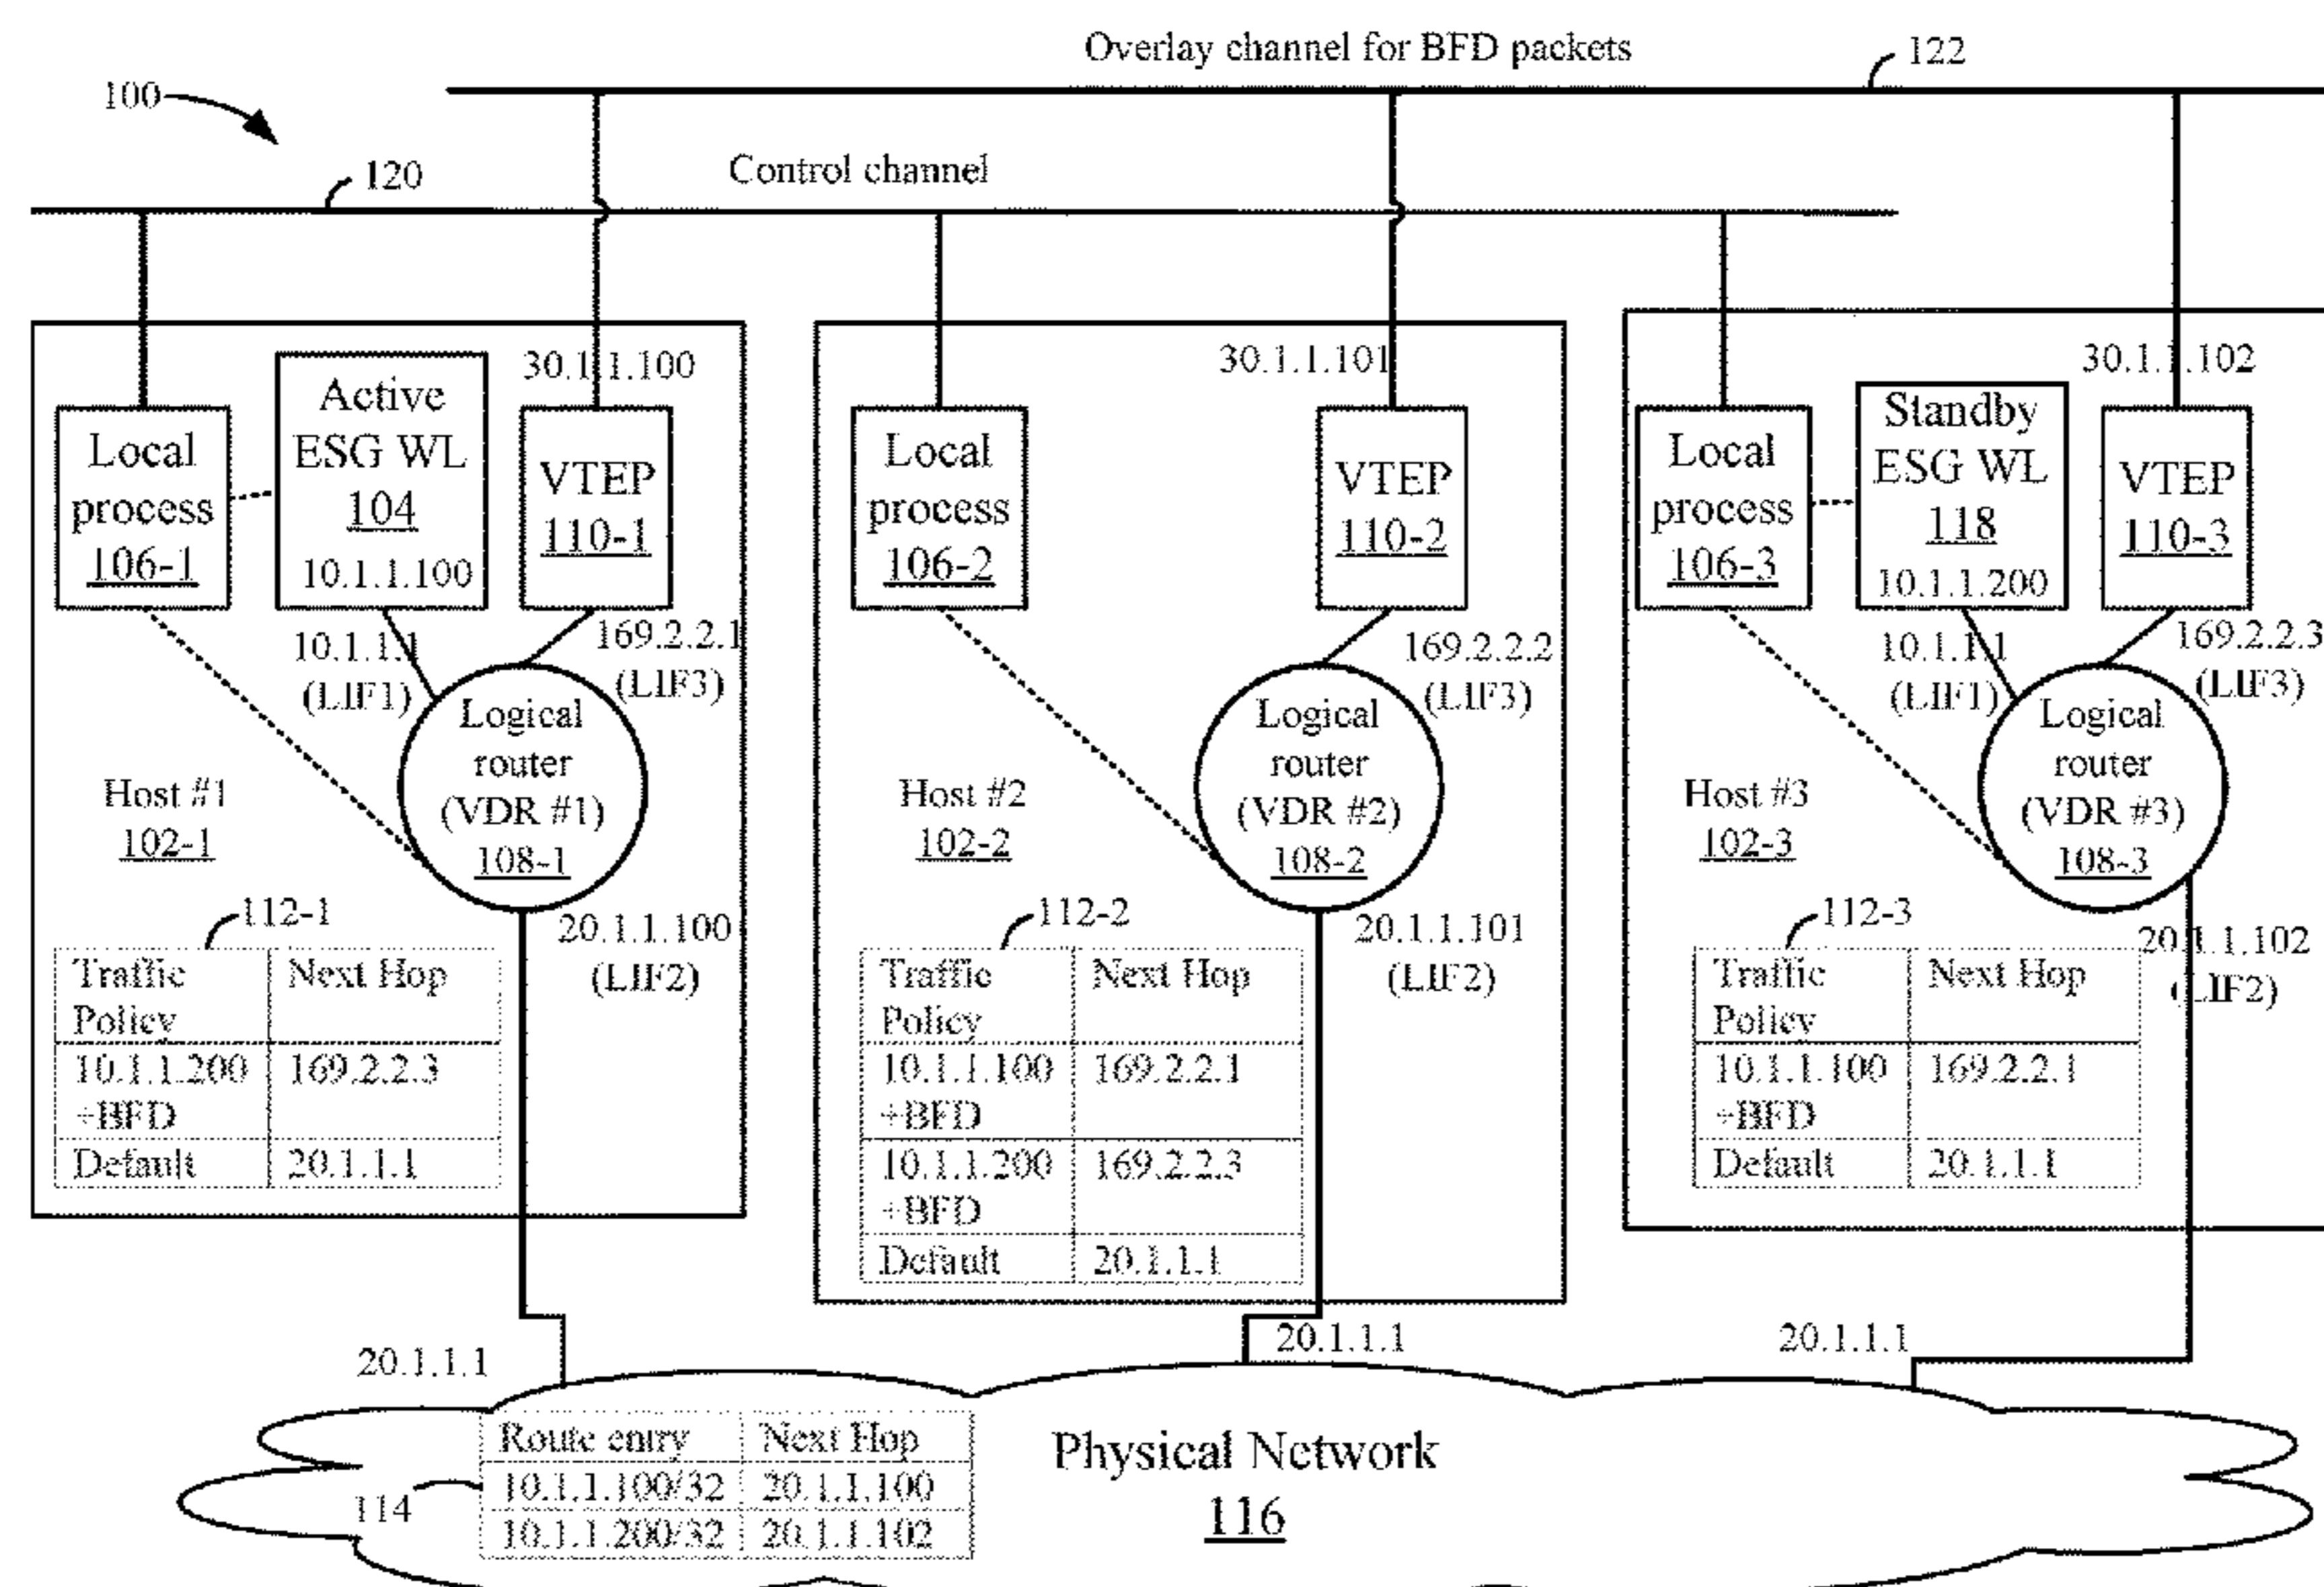 Overlay channel for BFD packets
122
100
Control channel
120
30.1.1.100
Active
ESG WL
104
10.1.1.100
Local
process
106-1
VTEP
110-1
10.1.1.1
(LIF1)
169.2.2.1
(LIF3)
Logical
router
(VDR #1)
108-1
Host #1
102-1
112-1
20.1.1.100
(LIF2)
Traffic Policy Next Hop
10.1.1.200 +BFD 169.2.2.3
Default 20.1.1.1
30.1.1.101
Local
process
106-2
VTEP
110-2
169.2.2.2
(LIF3)
Logical
router
(VDR #2)
108-2
Host #2
102-2
112-2
20.1.1.101
(LIF2)
Traffic Policy Next Hop
10.1.1.100 +BFD 169.2.2.1
10.1.1.200 +BFD 169.2.2.3
Default 20.1.1.1
30.1.1.102
Local
process
106-3
Standby
ESG WL
118
10.1.1.200
VTEP
110-3
10.1.1.1
(LIF1)
169.2.2.3
(LIF3)
Logical
router
(VDR #3)
108-3
Host #3
102-3
112-3
20.1.1.102
(LIF2)
Traffic Policy Next Hop
10.1.1.100 +BFD 169.2.2.1
Default 20.1.1.1
20.1.1.1
20.1.1.1
20.1.1.1
Route entry Next Hop
10.1.1.100/32 20.1.1.100
10.1.1.200/32 20.1.1.102
114
Physical Network
116